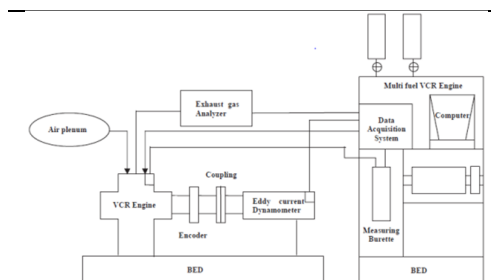 Multi fuel VCR Engine
Exhaust gas
Analyzer
Computer
Data
Acquisition
System
Air plenum
Coupling
VCR Engine
Eddy current
Dynamometer
Encoder
Measuring
Burette
BED
BED